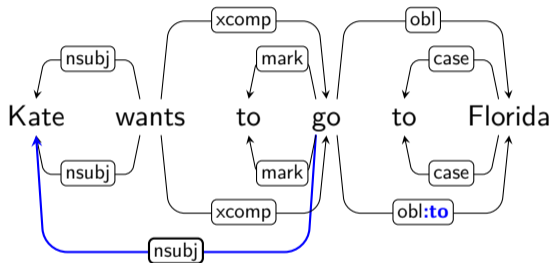 xcomp obl
nsubj mark case
Kate wants to go to Florida
nsubj mark case
xcomp obl:to
nsubj